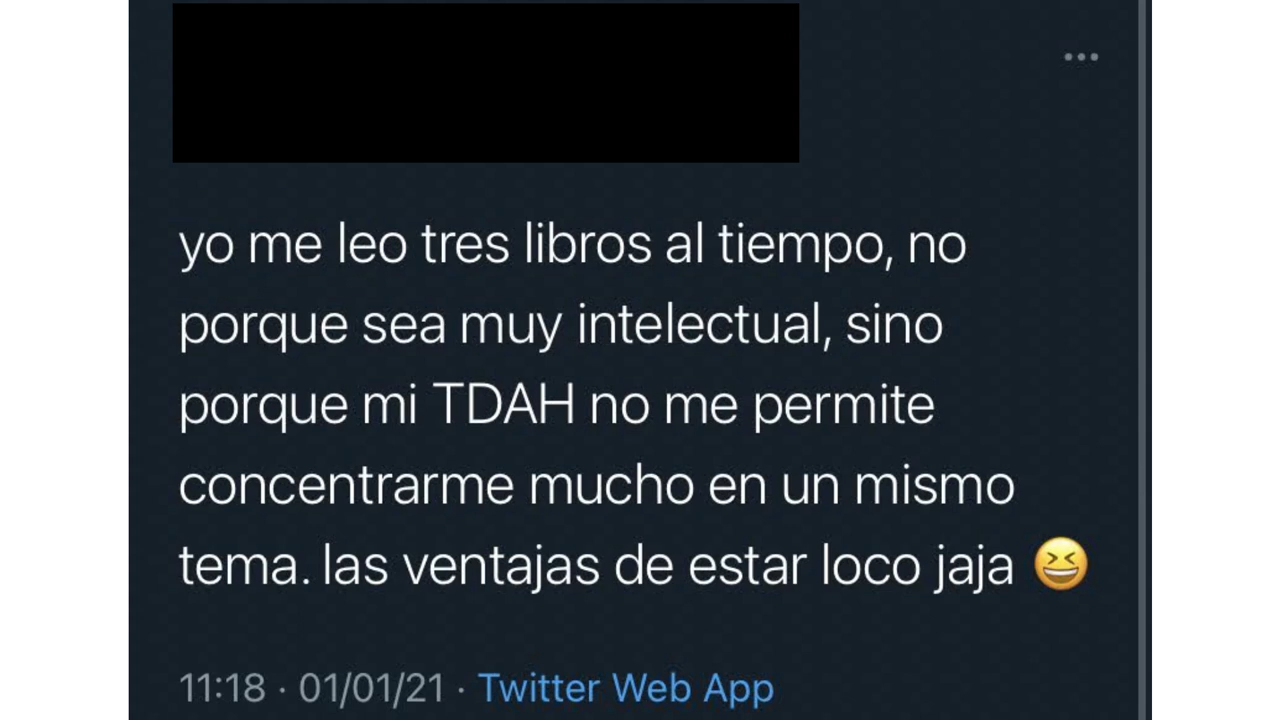 yo me leo tres libros al tiempo, no
porque sea muy intelectual, sino
porque mi TDAH no me permite
concentrarme mucho en un mismo
tema. las ventajas de estar loco jaja 😆
11:18 · 01/01/21 · Twitter Web App